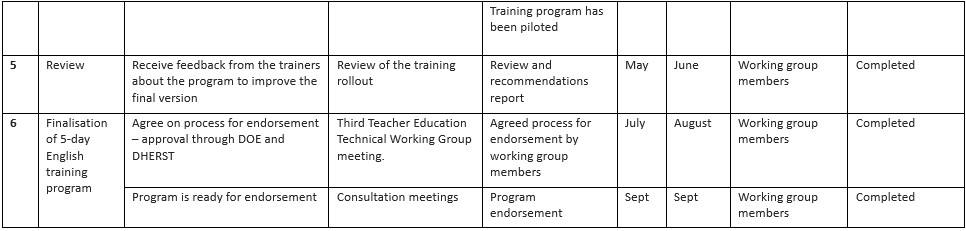 Training program has
been piloted
5
Review
Receive feedback from the trainers
about the program to improve the
final version
Review of the training
rollout
Review and
recommendations
report
May
June
Working group
members
Completed
6
Finalisation
of 5-day
English
training
program
Agree on process for endorsement
– approval through DOE and
DHERST
Third Teacher Education
Technical Working Group
meeting.
Agreed process for
endorsement by
working group
members
July
August
Working group
members
Completed
Program is ready for endorsement
Consultation meetings
Program
endorsement
Sept
Sept
Working group
members
Completed